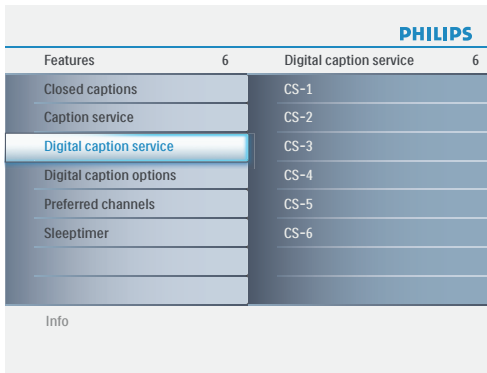 PHILIPS
Features 6 Digital caption service 6
Closed captions CS-1
Caption service CS-2
Digital caption service CS-3
Digital caption options CS-4
Preferred channels CS-5
Sleeptimer CS-6
Info